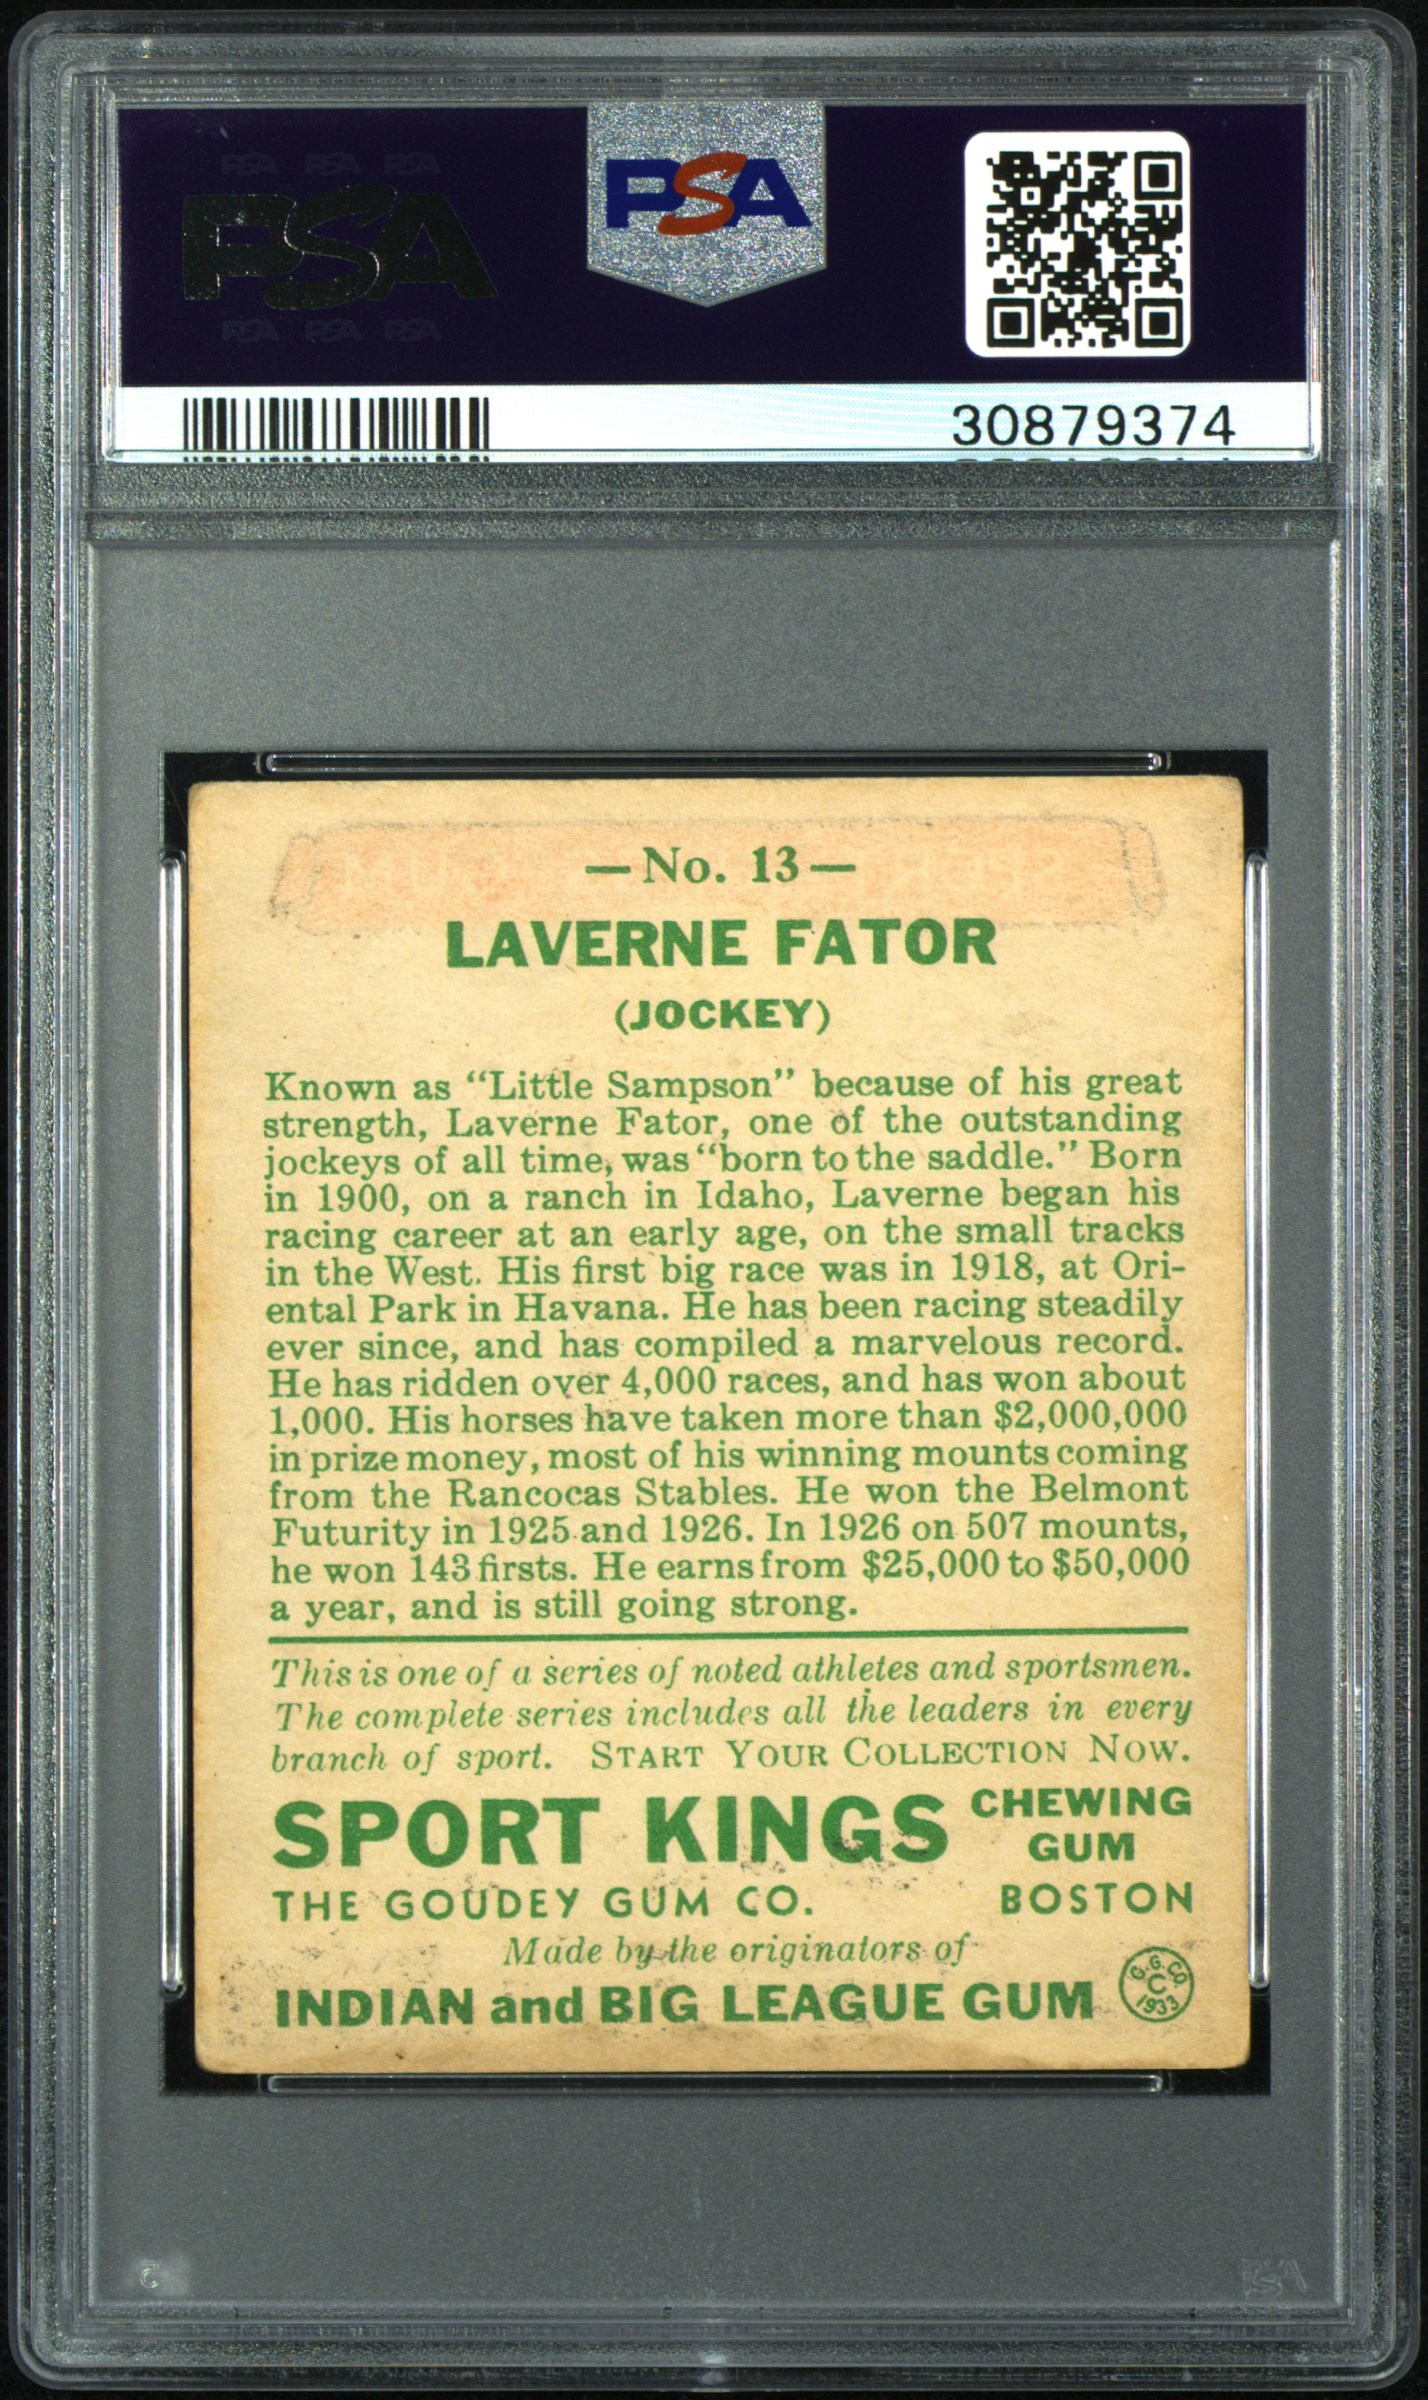 PSA PSA PSA
PSA
PSA PSA PSA
PSA
30879374
—No. 13—
LAVERNE FATOR
(JOCKEY)
Known as “Little Sampson” because of his great
strength, Laverne Fator, one of the outstanding
jockeys of all time, was “born to the saddle.” Born
in 1900, on a ranch in Idaho, Laverne began his
racing career at an early age, on the small tracks
in the West. His first big race was in 1918, at Ori-
ental Park in Havana. He has been racing steadily
ever since, and has compiled a marvelous record.
He has ridden over 4,000 races, and has won about
1,000. His horses have taken more than $2,000,000
in prize money, most of his winning mounts coming
from the Rancocas Stables. He won the Belmont
Futurity in 1925 and 1926. In 1926 on 507 mounts,
he won 143 firsts. He earns from $25,000 to $50,000
a year, and is still going strong.
This is one of a series of noted athletes and sportsmen.
The complete series includes all the leaders in every
branch of sport. START YOUR COLLECTION NOW.
SPORT KINGS CHEWING GUM
THE GOUDEY GUM CO. BOSTON
Made by the originators of
INDIAN and BIG LEAGUE GUM
G. G. CO.
C
1933
PSA